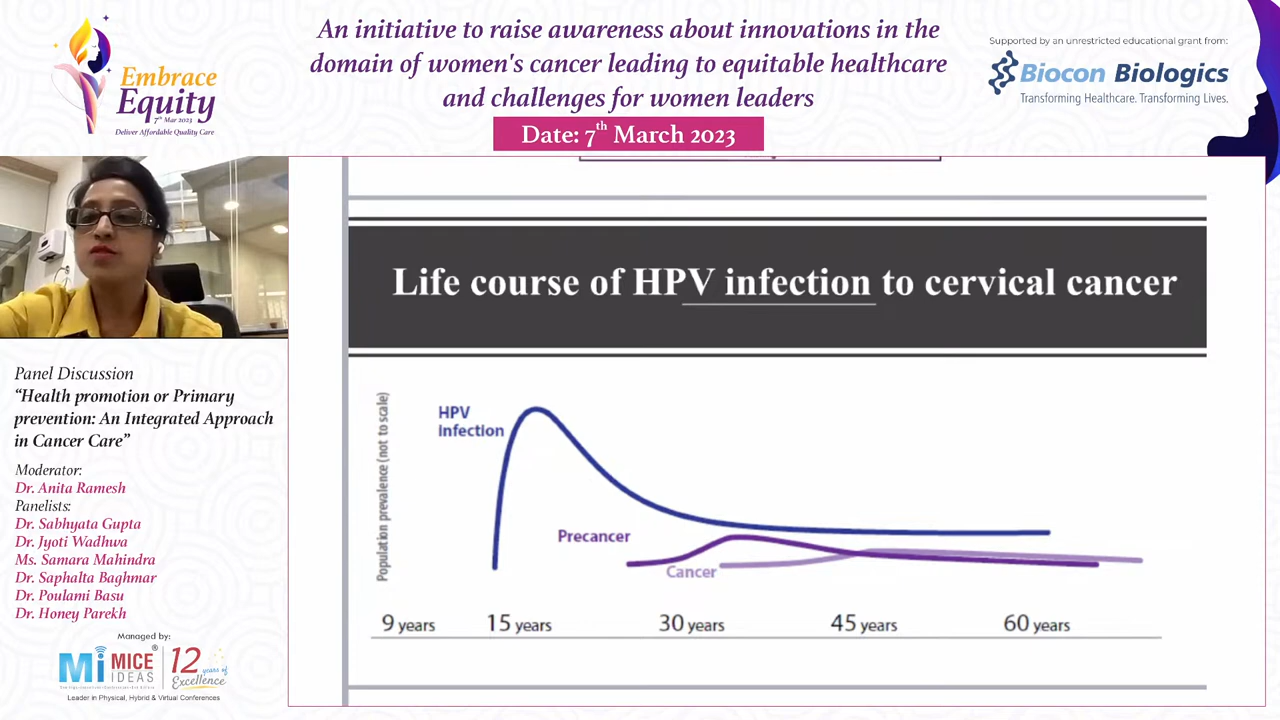 An initiative to raise awareness about innovations in the
domain of women's cancer leading to equitable healthcare
and challenges for women leaders
Date: 7th March 2023
Embrace
Equity
7th Mar 2023
Deliver Affordable Quality Care
Supported by an unrestricted educational grant from:
Biocon Biologics
Transforming Healthcare. Transforming Lives.
Panel Discussion
“Health promotion or Primary
prevention: An Integrated Approach
in Cancer Care”
Moderator:
Dr. Anita Ramesh
Panelists:
Dr. Sabhyata Gupta
Dr. Jyoti Wadhwa
Ms. Samara Mahindra
Dr. Saphalta Baghmar
Dr. Poulami Basu
Dr. Honey Parekh
Managed by:
Mi MICE IDEAS ®
12 years of Excellence
Leader in Physical, Hybrid & Virtual Conferences
Life course of HPV infection to cervical cancer
Population prevalence (not to scale)
HPV
infection
Precancer
Cancer
9 years 15 years 30 years 45 years 60 years